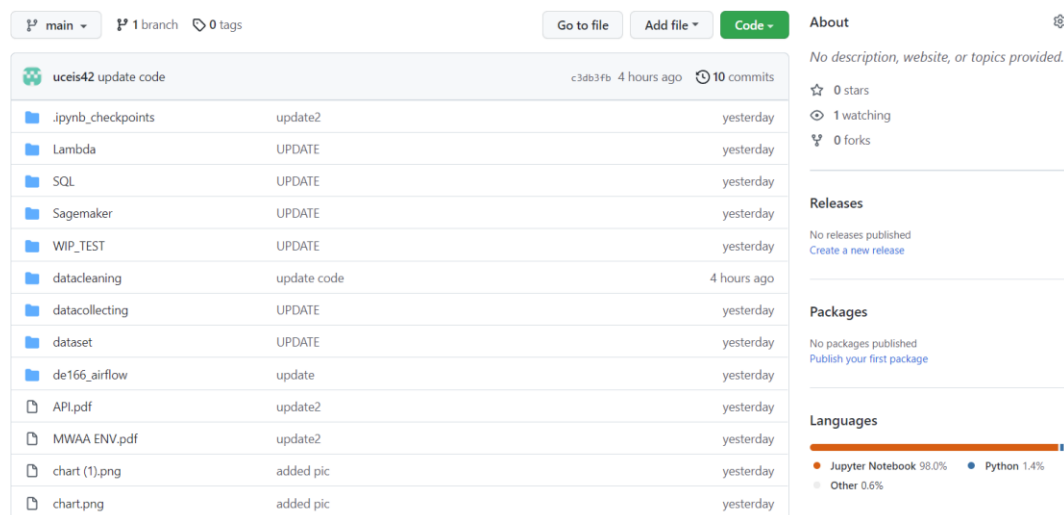 main
1 branch
0 tags
Go to file
Add file
Code
uceis42 update code
c3db3fb 4 hours ago
10 commits
.ipynb_checkpoints update2 yesterday
Lambda UPDATE yesterday
SQL UPDATE yesterday
Sagemaker UPDATE yesterday
WIP_TEST UPDATE yesterday
datacleaning update code 4 hours ago
datacollecting UPDATE yesterday
dataset UPDATE yesterday
de166_airflow update yesterday
API.pdf update2 yesterday
MWAA ENV.pdf update2 yesterday
chart (1).png added pic yesterday
chart.png added pic yesterday
About
No description, website, or topics provided.
0 stars
1 watching
0 forks
Releases
No releases published
Create a new release
Packages
No packages published
Publish your first package
Languages
Jupyter Notebook 98.0%
Python 1.4%
Other 0.6%